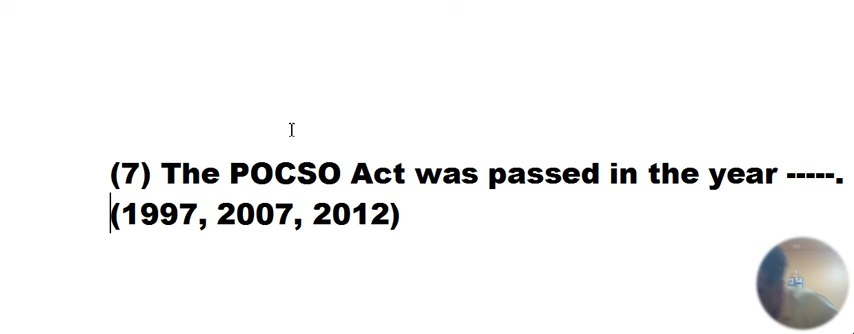 (7) The POCSO Act was passed in the year -----.
(1997, 2007, 2012)